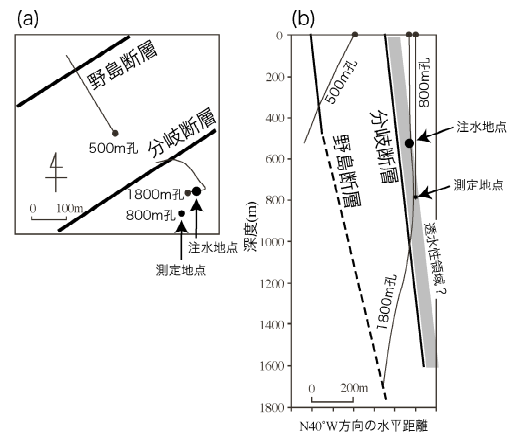 (a)
野島断層
500m孔
分岐断層
1800m孔
800m孔
0 100m
注水地点
測定地点
(b)
0
200
400
600
800
1000
1200
1400
1600
1800
深度(m)
500m孔
野島断層
分岐断層
800m孔
1800m孔
透水性領域?
注水地点
測定地点
0 200m
N40°W方向の水平距離